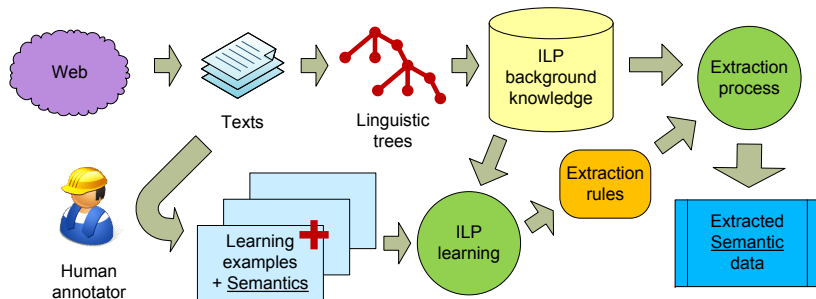 Web
Texts
Linguistic
trees
ILP
background
knowledge
Extraction
process
Human
annotator
Learning
examples
+ Semantics
ILP
learning
Extraction
rules
Extracted
Semantic
data